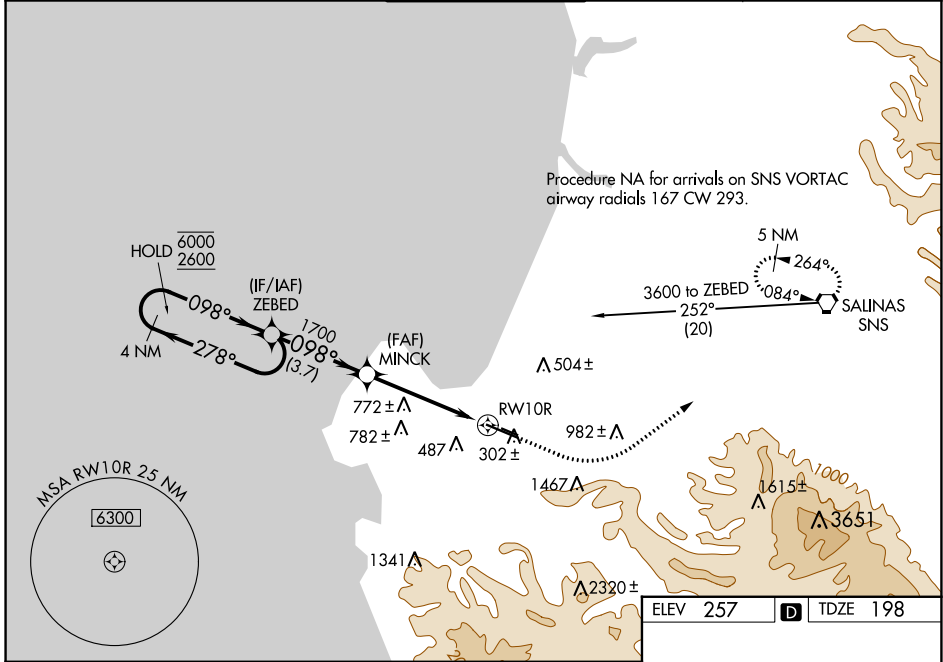 Procedure NA for arrivals on SNS VORTAC
airway radials 167 CW 293.
HOLD 6000
2600
(IF/IAF)
ZEBED
098°
4 NM
278°
1700
098°
(3.7)
(FAF)
MINCK
5 NM
264°
084°
3600 to ZEBED
252°
(20)
SALINAS
SNS
504±
772±
782±
487
RW10R
302±
982±
1467
1615±
1000
3651
1341
2320±
MSA RW10R 25 NM
6300
ELEV 257 D TDZE 198